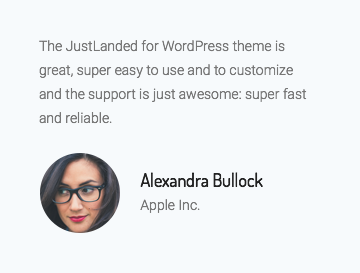 The JustLanded for WordPress theme is
great, super easy to use and to customize
and the support is just awesome: super fast
and reliable.
Alexandra Bullock
Apple Inc.